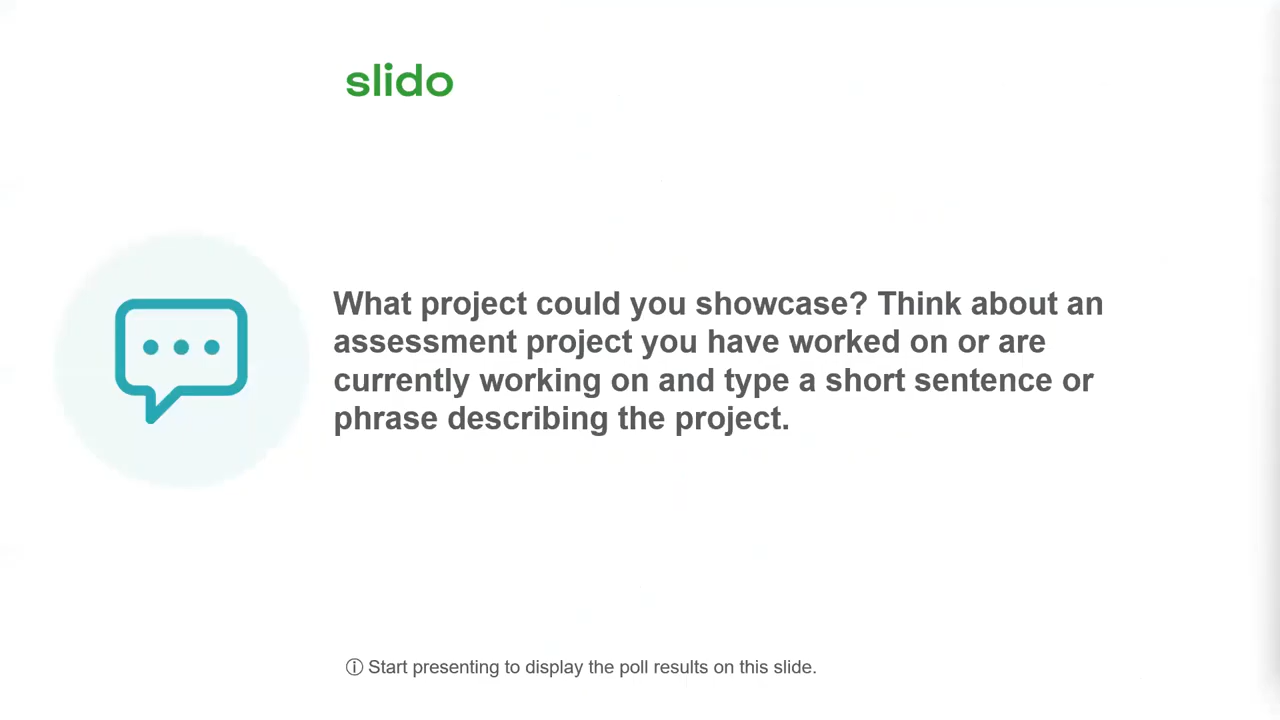 slido
What project could you showcase? Think about an
assessment project you have worked on or are
currently working on and type a short sentence or
phrase describing the project.
ⓘ Start presenting to display the poll results on this slide.